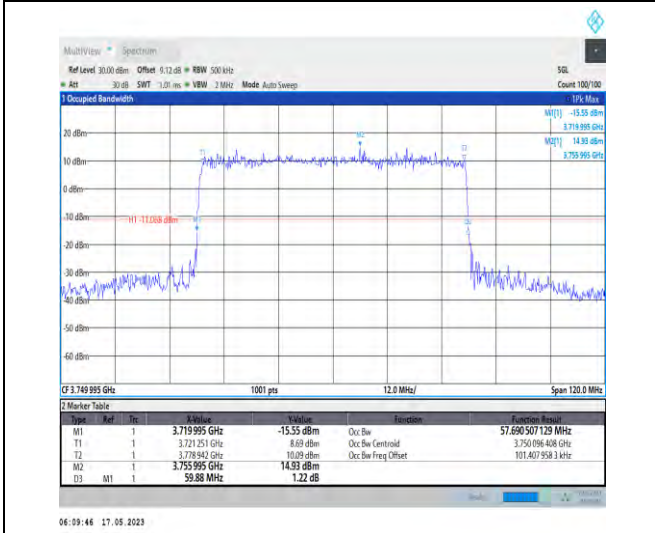 MultiView Spectrum
Ref Level 30.00 dBm Offset 9.12 dB RBW 500 kHz SGL
Att 30 dB SWT 1.01 ms VBW 2 MHz Mode Auto Sweep Count 100/100
1 Occupied Bandwidth 1Pk Max
M1[1] -15.55 dBm
3.719 995 GHz
M2[1] 14.93 dBm
3.755 995 GHz
20 dBm
M2
T1
10 dBm
0 dBm
-10 dBm
H1 -11.068 dBm
-20 dBm
-30 dBm
-40 dBm
-50 dBm
-60 dBm
CF 3.749 995 GHz 1001 pts 12.0 MHz/ Span 120.0 MHz
2 Marker Table
Type Ref Trc X-Value Y-Value Function Function Result
M1 1 3.719 995 GHz -15.55 dBm Occ Bw 57.690 507 129 MHz
T1 1 3.721 251 GHz 8.69 dBm Occ Bw Centroid 3.750 096 408 GHz
T2 1 3.778 942 GHz 10.09 dBm Occ Bw Freq Offset 101.407 958 3 kHz
M2 1 3.755 995 GHz 14.93 dBm
D3 M1 1 59.88 MHz 1.22 dB
06:09:46 17.05.2023